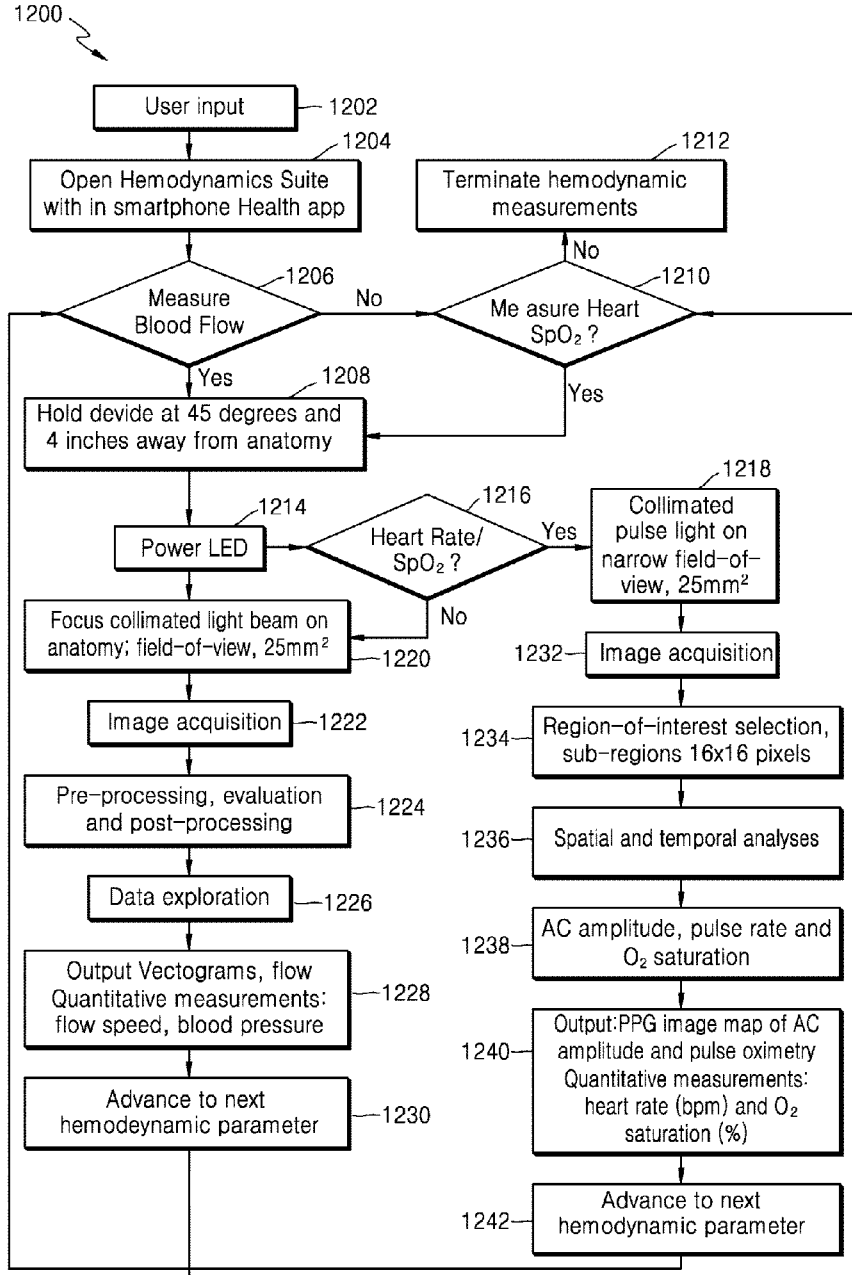 1200
User input
1202
1204
Open Hemodynamics Suite
with in smartphone Health app
1212
Terminate hemodynamic
measurements
1206
Measure
Blood Flow
No
No
1210
Me asure Heart
SpO₂ ?
Yes
Yes
1208
Hold devide at 45 degrees and
4 inches away from anatomy
1214
Power LED
1216
Heart Rate/
SpO₂ ?
Yes
No
1218
Collimated
pulse light on
narrow field-of-
view, 25mm²
Focus collimated light beam on
anatomy; field-of-view, 25mm²
1220
Image acquisition
1222
Pre-processing, evaluation
and post-processing
1224
Data exploration
1226
Output Vectograms, flow
Quantitative measurements:
flow speed, blood pressure
1228
Advance to next
hemodeynamic parameter
1230
1232
Image acquisition
1234
Region-of-interest selection,
sub-regions 16x16 pixels
1236
Spatial and temporal analyses
1238
AC amplitude, pulse rate and
O₂ saturation
1240
Output:PPG image map of AC
amplitude and pulse oximetry
Quantitative measurements:
heart rate (bpm) and O₂
saturation (%)
1242
Advance to next
hemodynamic parameter